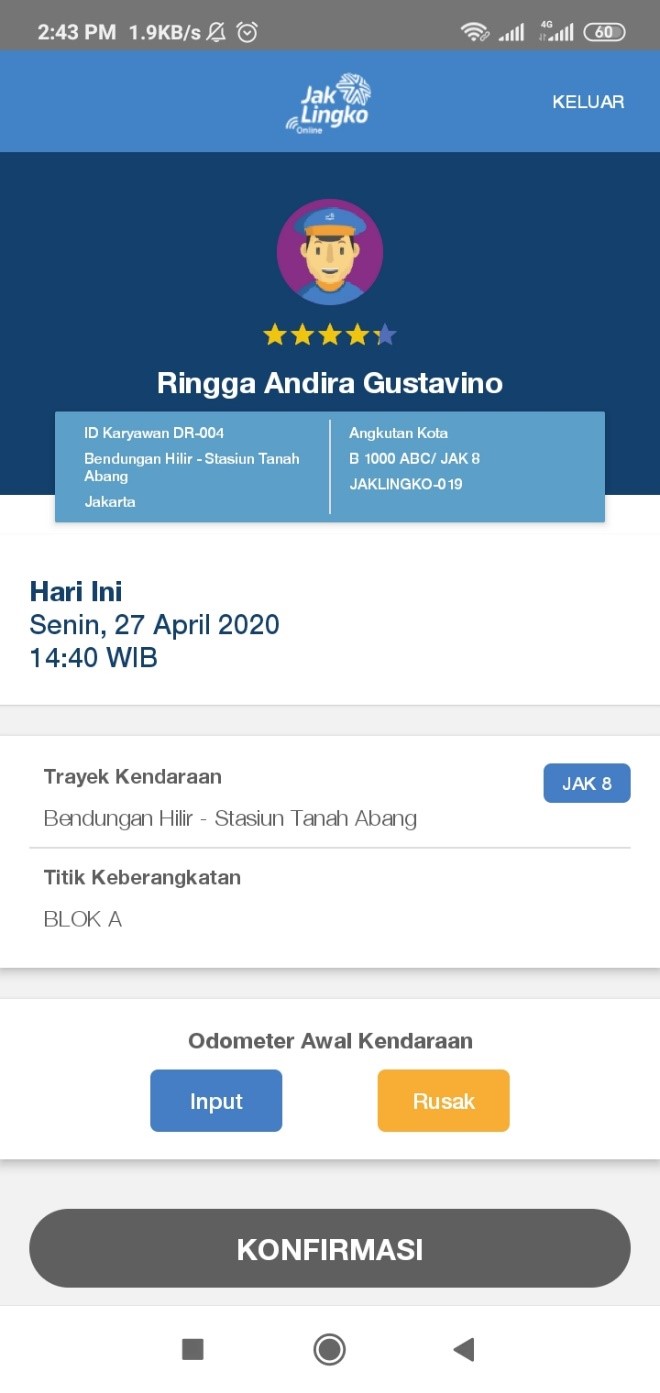 2:43 PM 1.9KB/s 4G 60
Jak
Lingko
Online
KELUAR
Ringga Andira Gustavino
ID Karyawan DR-004
Bendungan Hilir - Stasiun Tanah
Abang
Jakarta
Angkutan Kota
B 1000 ABC/ JAK 8
JAKLINGKO-019
Hari Ini
Senin, 27 April 2020
14:40 WIB
Trayek Kendaraan
JAK 8
Bendungan Hilir - Stasiun Tanah Abang
Titik Keberangkatan
BLOK A
Odometer Awal Kendaraan
Input
Rusak
KONFIRMASI